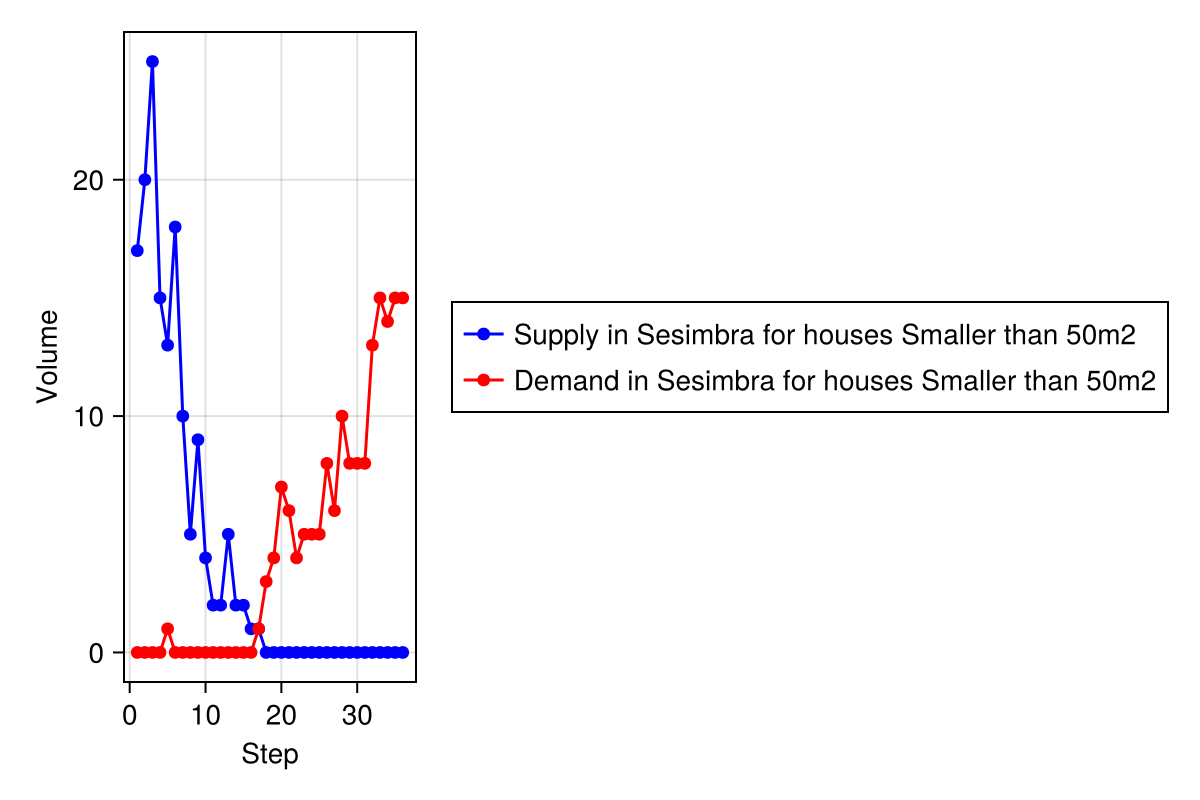 Volume
20
10
0
0 10 20 30
Step
Supply in Sesimbra for houses Smaller than 50m2
Demand in Sesimbra for houses Smaller than 50m2